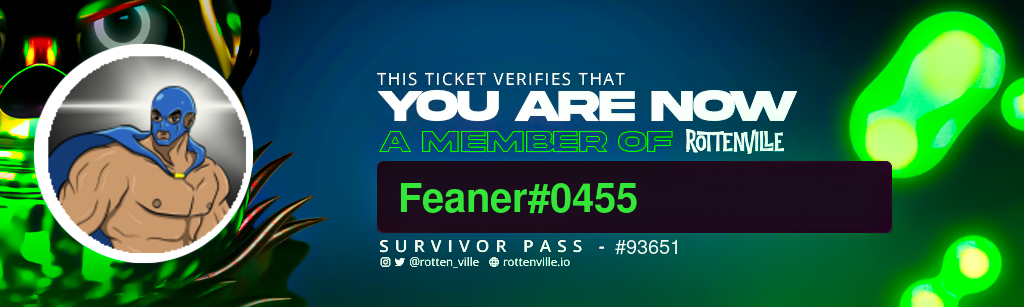 THIS TICKET VERIFIES THAT
YOU ARE NOW
A MEMBER OF ROTTENVILLE
Feaner#0455
SURVIVOR PASS - #93651
@rotten_ville rottenville.io